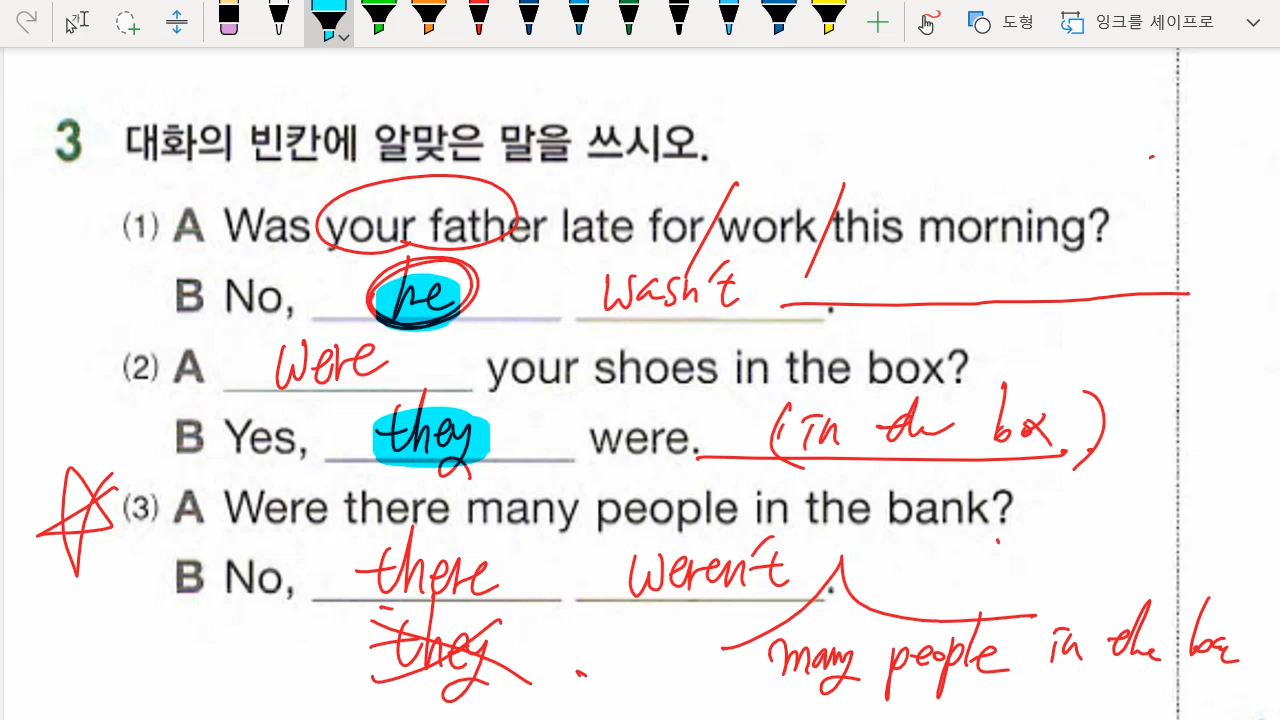 도형 잉크를 셰이프로
3 대화의 빈칸에 알맞은 말을 쓰시오.
(1) A Was your father late for work this morning?
B No, he wasn't .
(2) A were your shoes in the box?
B Yes, they were. (in the box)
(3) A Were there many people in the bank?
B No, there weren't .
they many people in the